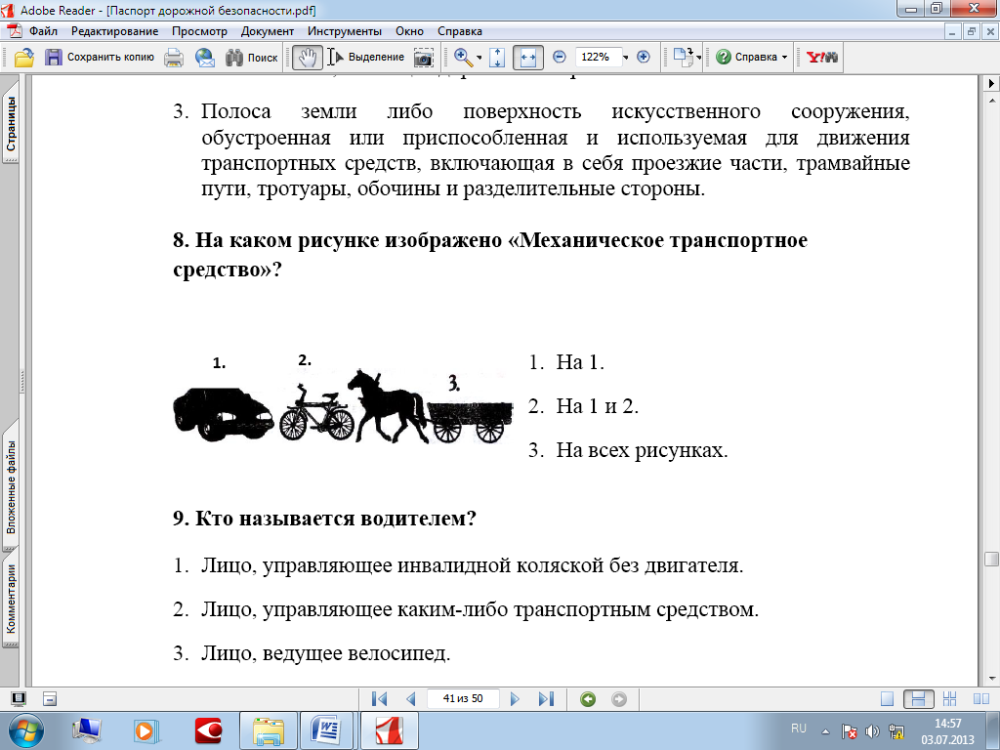 Adobe Reader - [Паспорт дорожной безопасности.pdf]
Файл Редактирование Просмотр Документ Инструменты Окно Справка
Сохранить копию Поиск Выделение 122% Справка Y!
Страницы
3. Полоса земли либо поверхность искусственного сооружения,
обустроенная или приспособленная и используемая для движения
транспортных средств, включающая в себя проезжие части, трамвайные
пути, тротуары, обочины и разделительные стороны.
8. На каком рисунке изображено «Механическое транспортное
средство»?
1. 2. 3.
1. На 1.
2. На 1 и 2.
3. На всех рисунках.
Вложенные файлы
9. Кто называется водителем?
1. Лицо, управляющее инвалидной коляской без двигателя.
2. Лицо, управляющее каким-либо транспортным средством.
3. Лицо, ведущее велосипед.
Комментарии
41 из 50
RU
14:57
03.07.2013